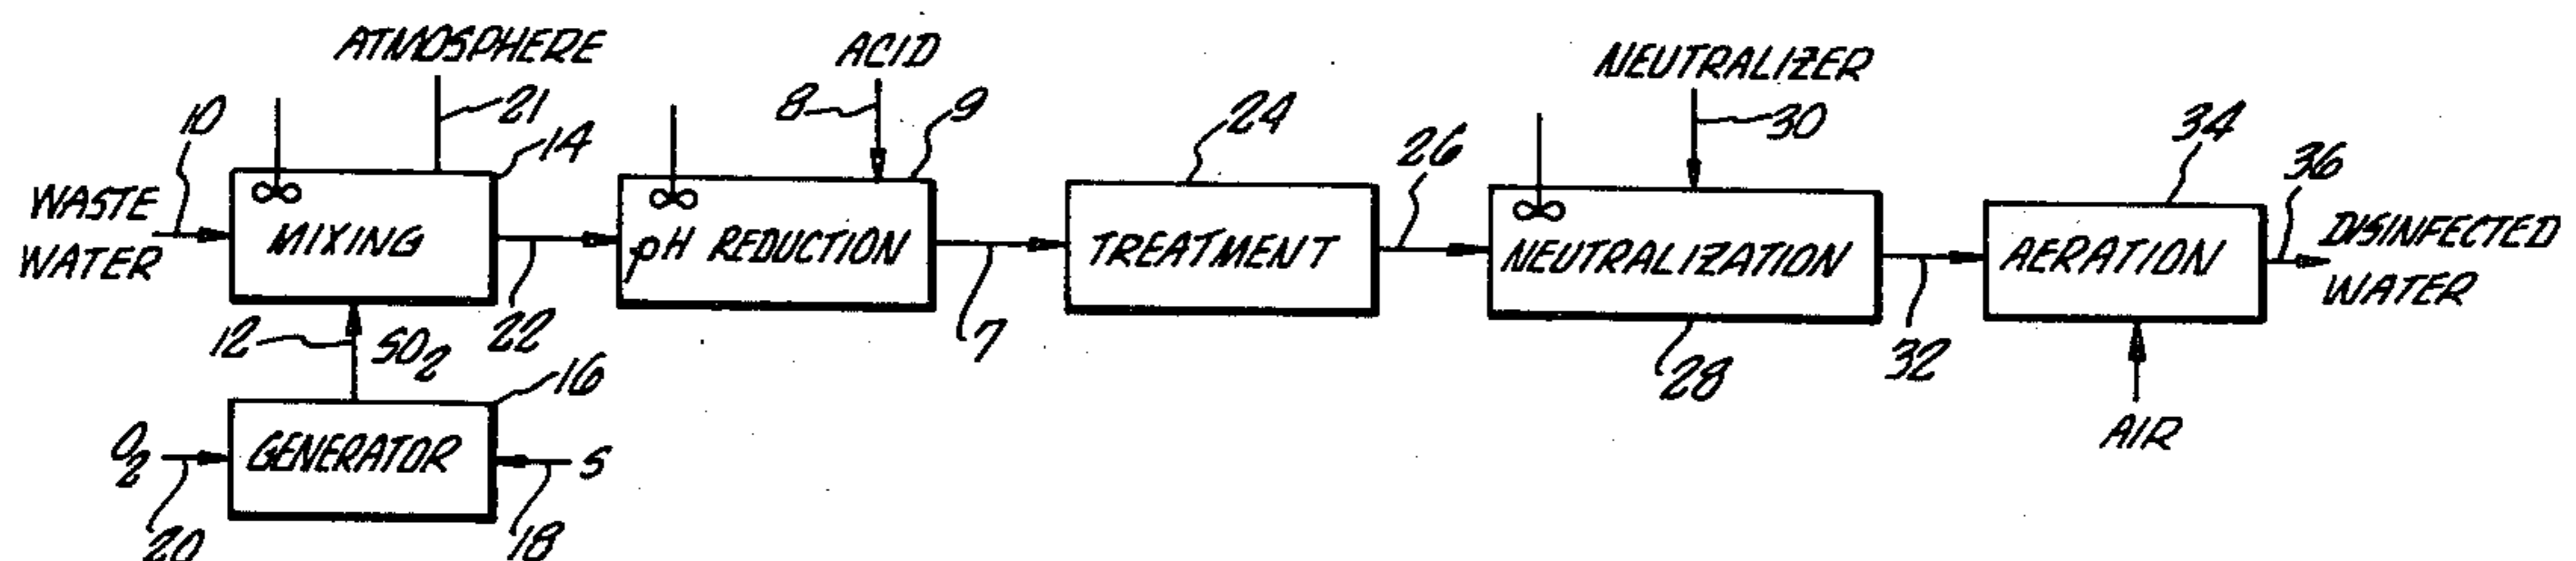 ATMOSPHERE
ACID
NEUTRALIZER
10
21
14
8
9
24
26
30
34
36
WASTE
WATER
MIXING
pH REDUCTION
TREATMENT
NEUTRALIZATION
AERATION
DISINFECTED
WATER
12
SO2
22
7
28
32
16
AIR
O2
GENERATOR
S
20
18